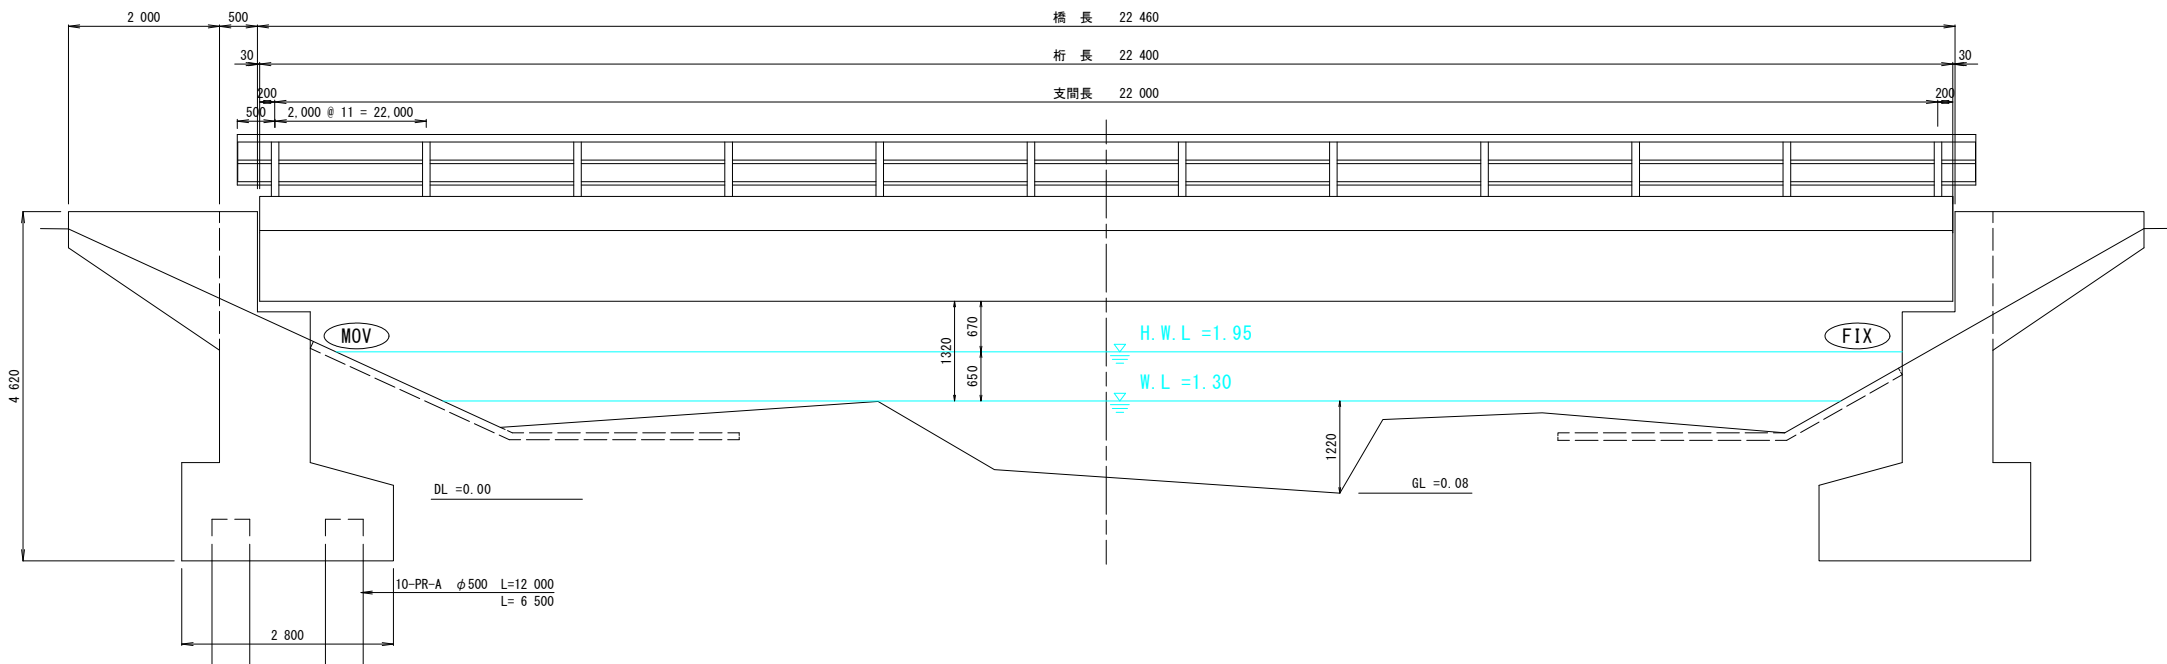 2 000
500
橋 長 22 460
30
桁 長 22 400
30
200
支間長 22 000
200
500
2,000 @ 11 = 22,000
MOV
FIX
H.W.L =1.95
W.L =1.30
670
1320
650
1220
4 620
DL =0.00
GL =0.08
10-PR-A φ500 L=12 000
L= 6 500
2 800